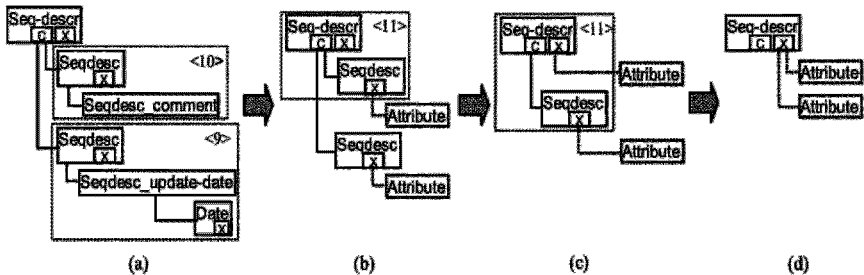 Seq-descr
C X
<10>
Seqdesc
X
Seqdesc_comment
<9>
Seqdesc
X
Seqdesc_update-date
Date
X
(a)
Seq-descr
C X
<11>
Seqdesc
X
Attribute
Seqdesc
X
Attribute
(b)
Seq-descr
C X
<11>
Attribute
Seqdesc
X
Attribute
(c)
Seq-descr
C X
Attribute
Attribute
(d)